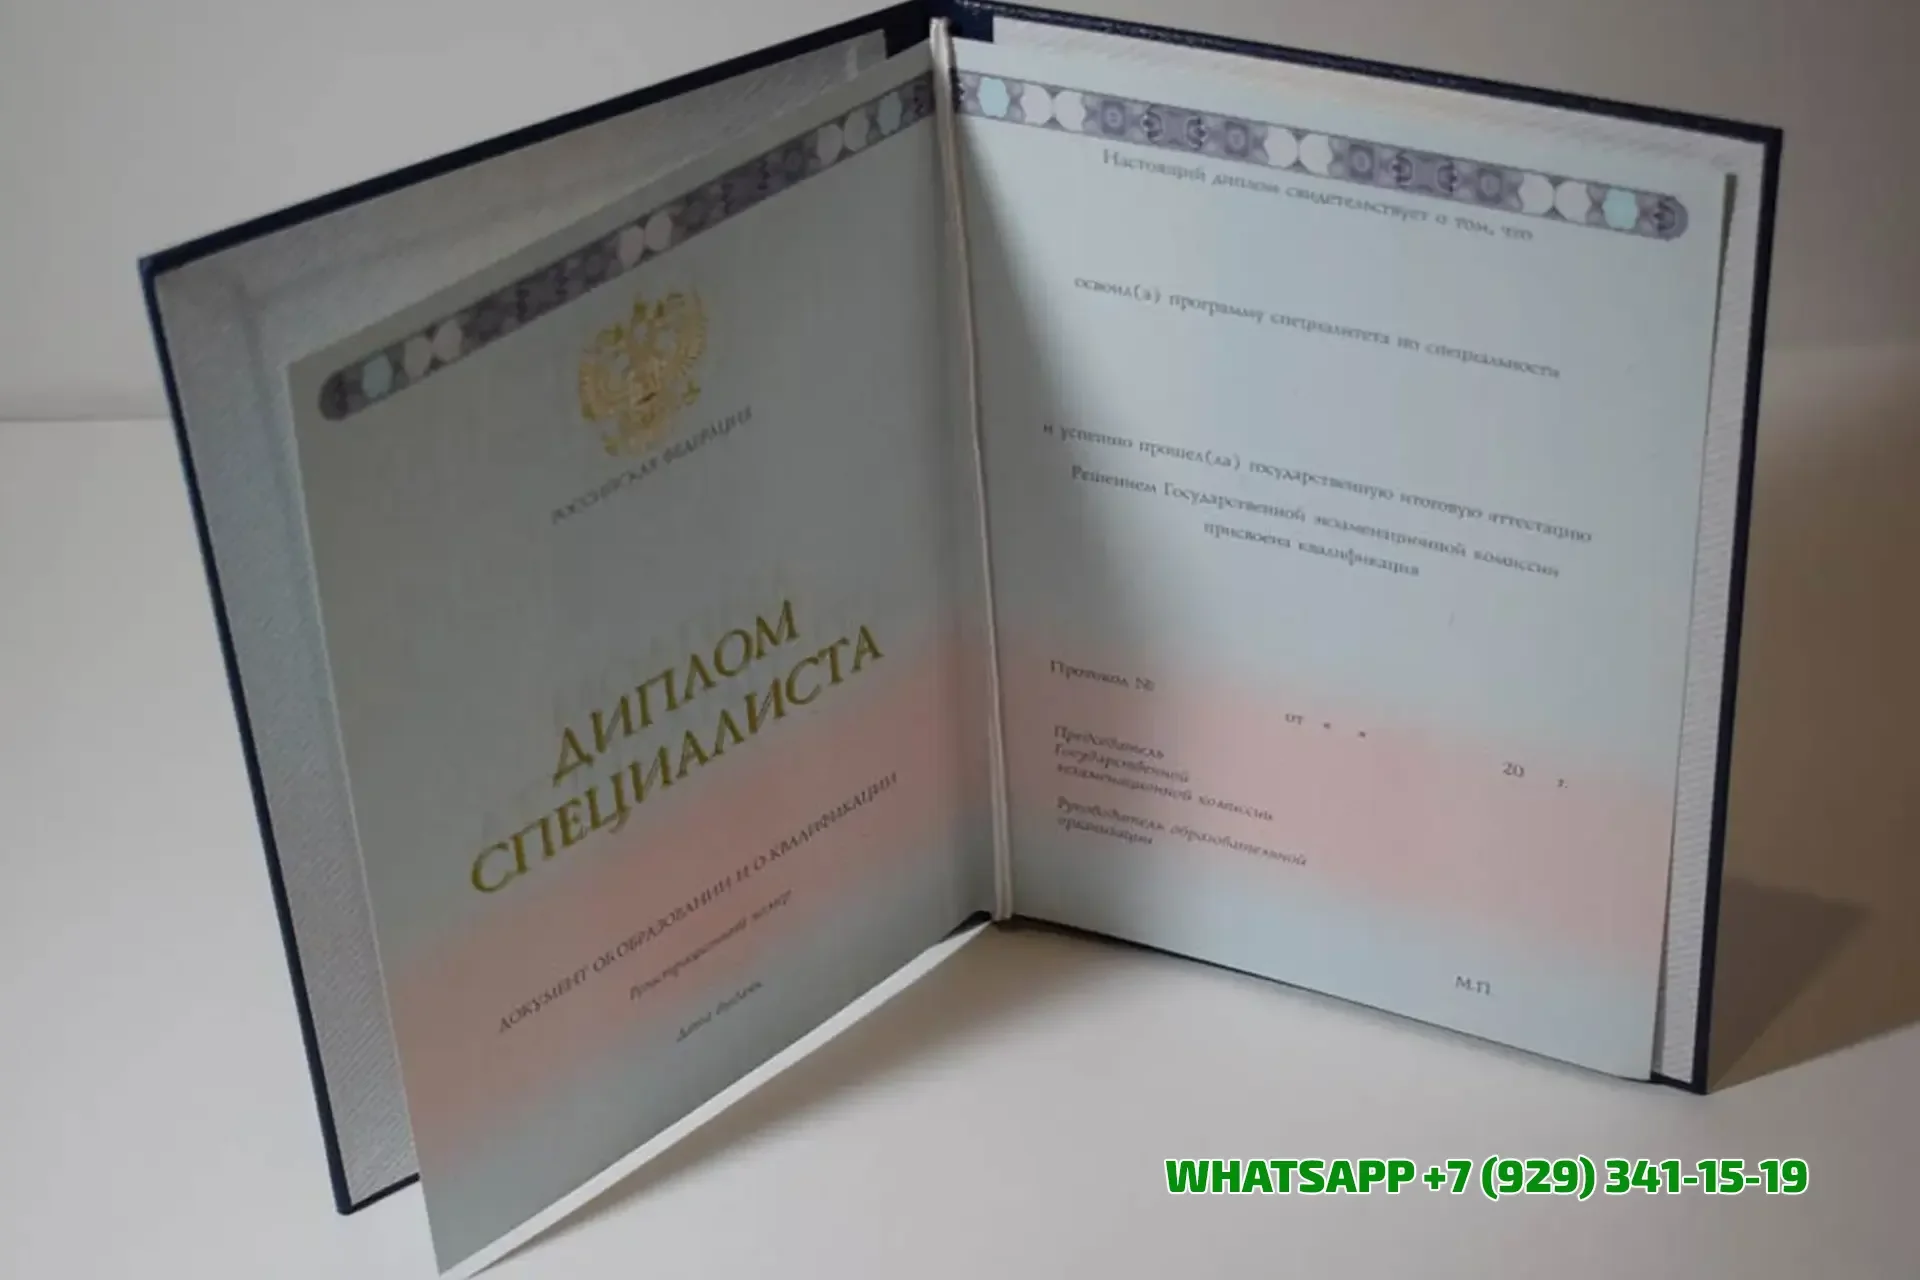 РОССИЙСКАЯ ФЕДЕРАЦИЯ
ДИПЛОМ
СПЕЦИАЛИСТА
ДОКУМЕНТ ОБ ОБРАЗОВАНИИ И О КВАЛИФИКАЦИИ
Регистрационный номер
Дата выдачи
Настоящий диплом свидетельствует о том, что
освоил(а) программу специалитета по специальности
и успешно прошел(ла) государственную итоговую аттестацию
Решением Государственной экзаменационной комиссии
присвоена квалификация
Протокол №
от « »
20 г.
Председатель
Государственной
экзаменационной комиссии
Руководитель образовательной
организации
М.П.
WHATSAPP +7 (929) 341-15-19